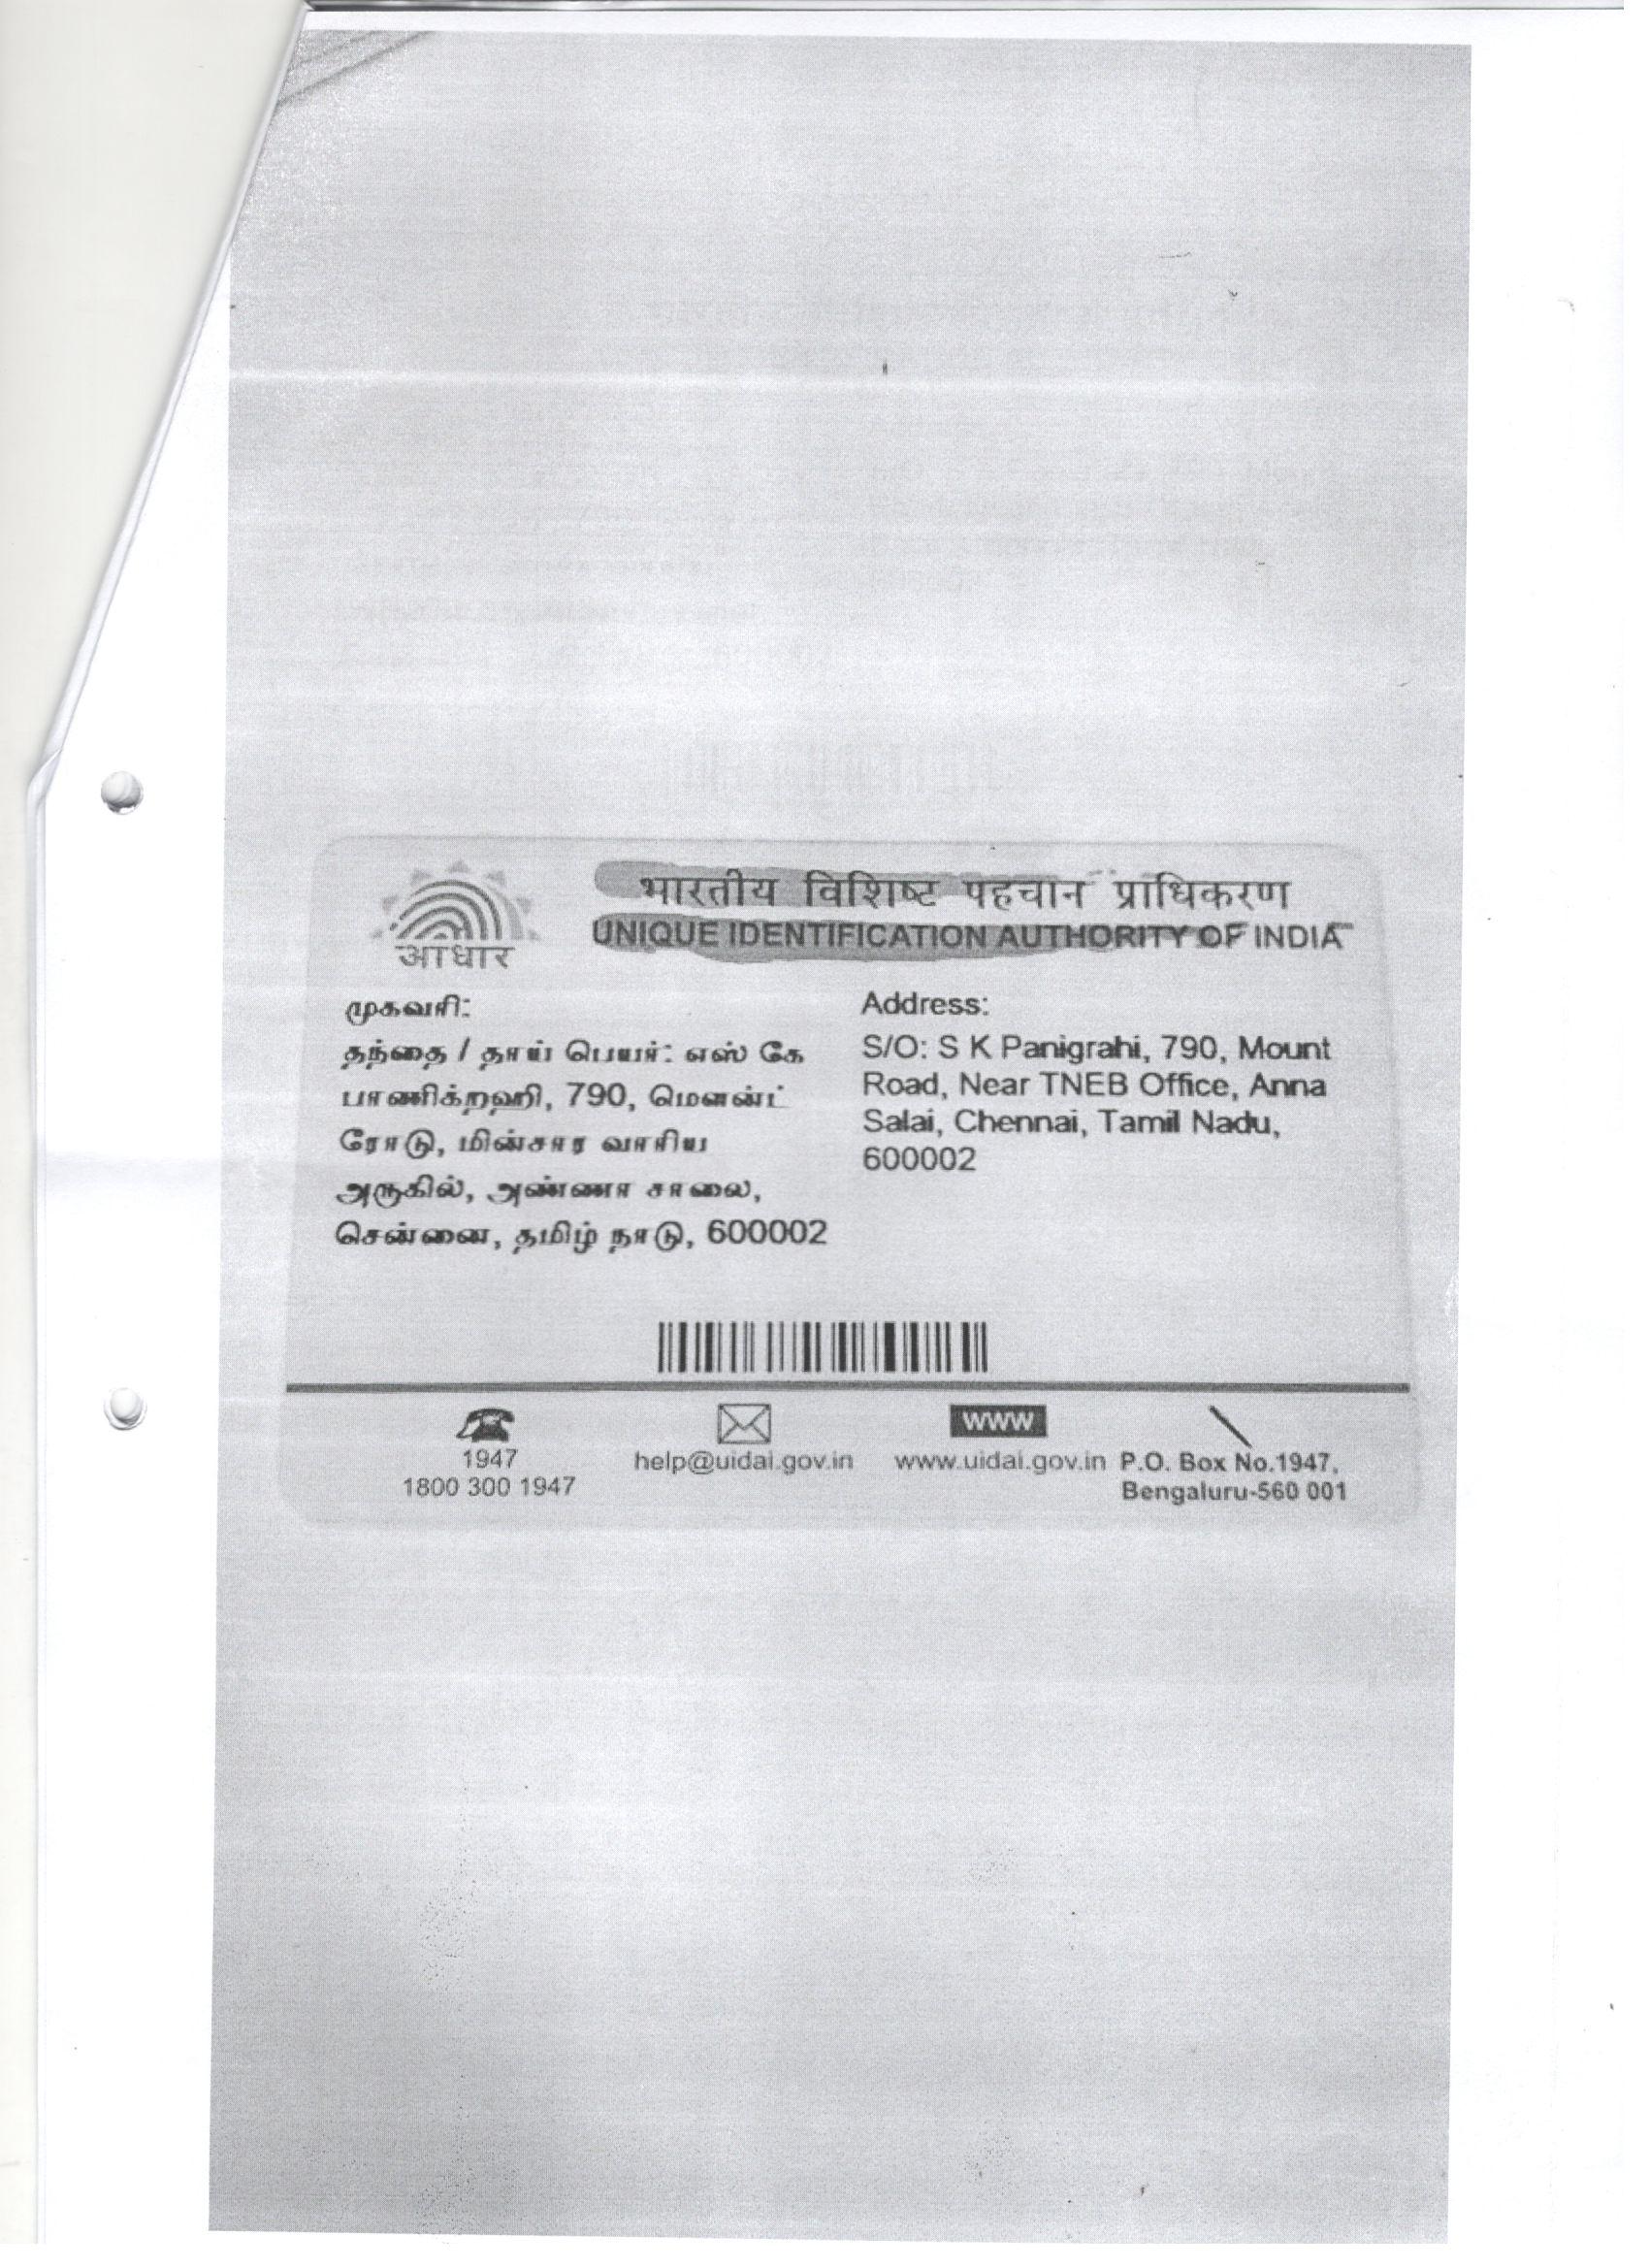 भारतीय विशिष्ट पहचान प्राधिकरण
UNIQUE IDENTIFICATION AUTHORITY OF INDIA
आधार
முகவரி:
தந்தை / தாய் பெயர்: எஸ் கே
பாணிக்றஹி, 790, மௌண்ட்
ரோடு, மின்சார வாரிய
அருகில், அண்ணா சாலை,
சென்னை, தமிழ் நாடு, 600002
Address:
S/O: S K Panigrahi, 790, Mount
Road, Near TNEB Office, Anna
Salai, Chennai, Tamil Nadu,
600002
1947
1800 300 1947
help@uidai.gov.in
www
www.uidai.gov.in
P.O. Box No.1947,
Bengaluru-560 001